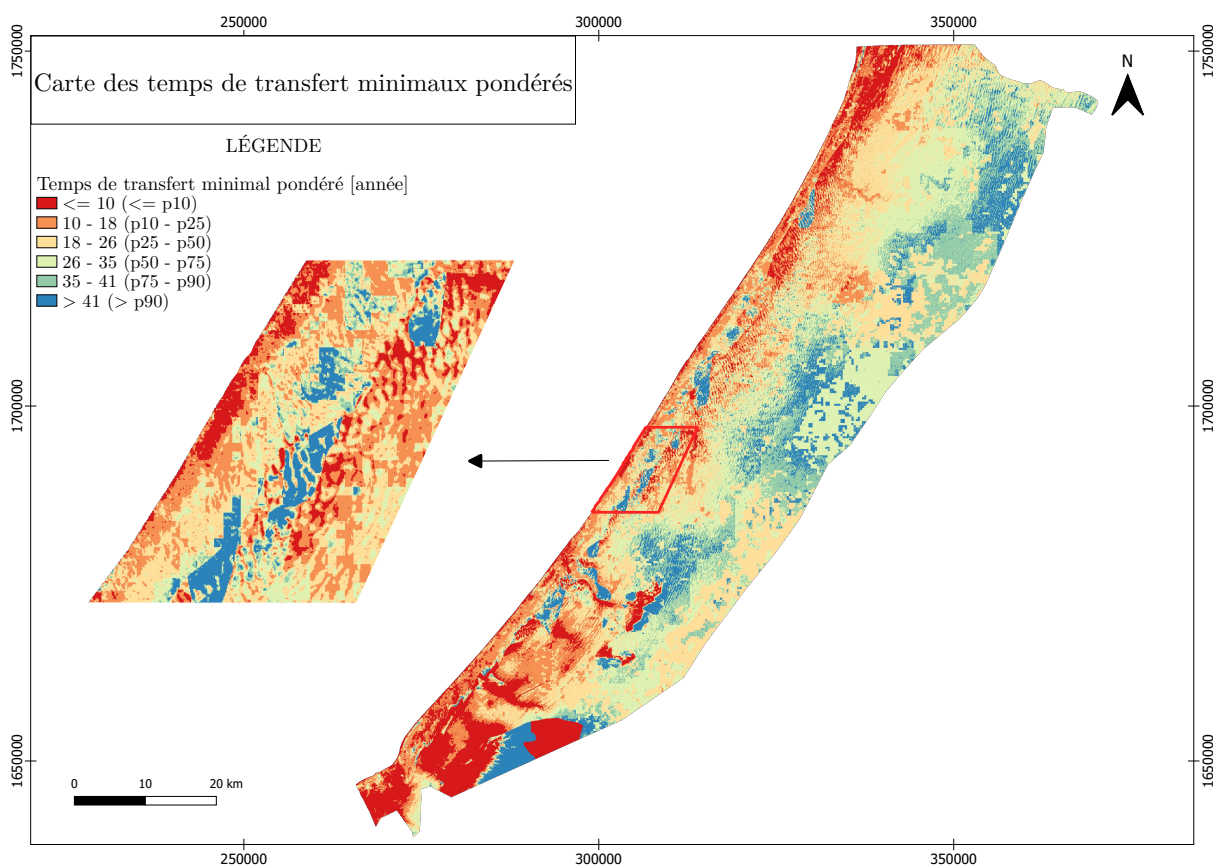 250000
300000
350000
1750000
1750000
Carte des temps de transfert minimaux pondérés
N
LÉGENDE
Temps de transfert minimal pondéré [année]
<= 10 (<= p10)
10 - 18 (p10 - p25)
18 - 26 (p25 - p50)
26 - 35 (p50 - p75)
35 - 41 (p75 - p90)
> 41 (> p90)
1700000
1700000
1650000
1650000
0 10 20 km
250000
300000
350000